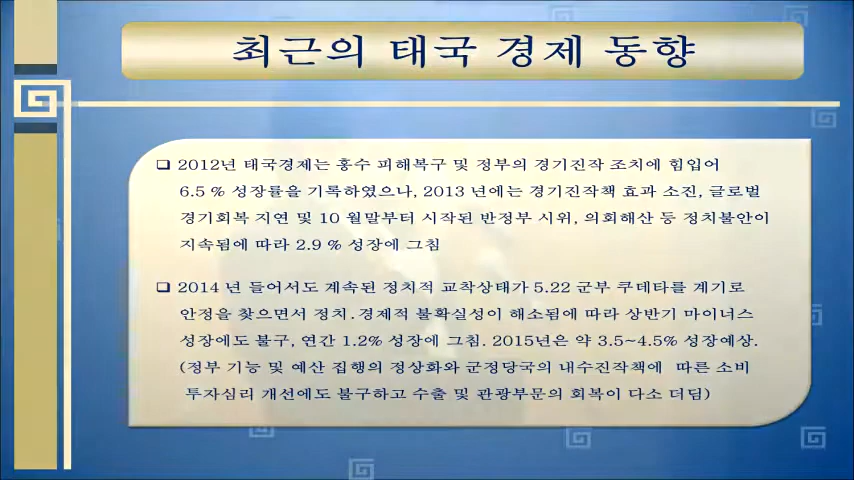 최근의 태국 경제 동향
❑ 2012년 태국경제는 홍수 피해복구 및 정부의 경기진작 조치에 힘입어
6.5 % 성장률을 기록하였으나, 2013 년에는 경기진작책 효과 소진, 글로벌
경기회복 지연 및 10 월말부터 시작된 반정부 시위, 의회해산 등 정치불안이
지속됨에 따라 2.9 % 성장에 그침
❑ 2014 년 들어서도 계속된 정치적 교착상태가 5.22 군부 쿠데타를 계기로
안정을 찾으면서 정치.경제적 불확실성이 해소됨에 따라 상반기 마이너스
성장에도 불구, 연간 1.2% 성장에 그침. 2015년은 약 3.5~4.5% 성장예상.
(정부 기능 및 예산 집행의 정상화와 군정당국의 내수진작책에 따른 소비
투자심리 개선에도 불구하고 수출 및 관광부문의 회복이 다소 더딤)